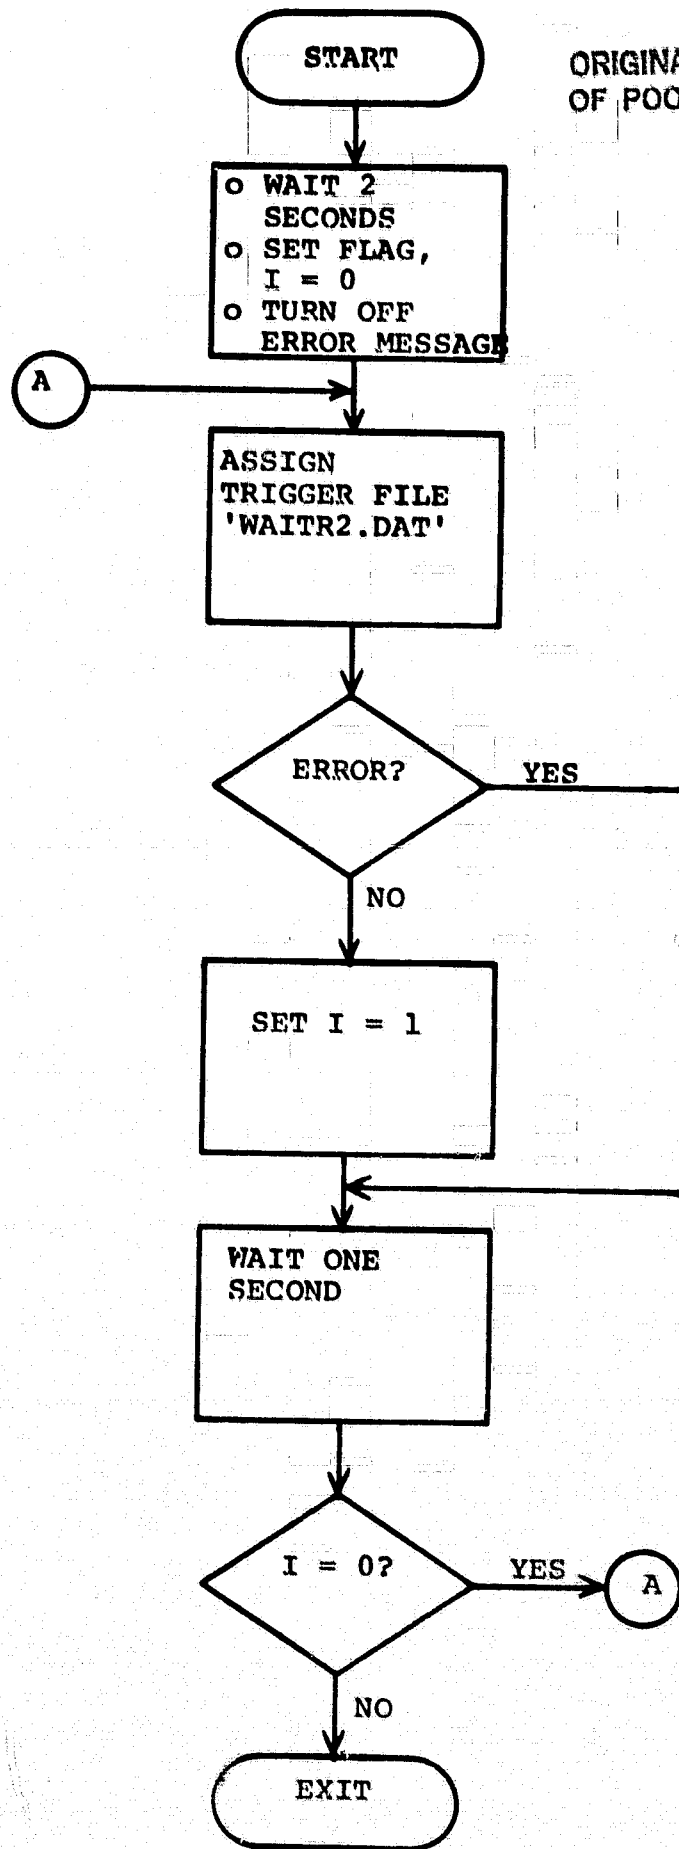 START
ORIGINA
OF POO
o WAIT 2
SECONDS
o SET FLAG,
I = 0
o TURN OFF
ERROR MESSAGE
A
ASSIGN
TRIGGER FILE
'WAITR2.DAT'
ERROR?
YES
NO
SET I = 1
WAIT ONE
SECOND
I = 0?
YES
A
NO
EXIT